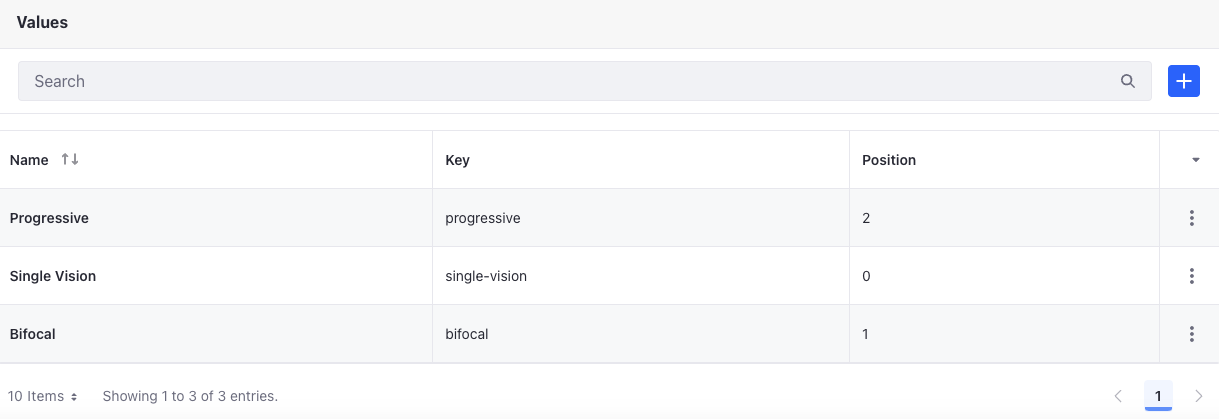 Values
Search
Name Key Position
Progressive progressive 2
Single Vision single-vision 0
Bifocal bifocal 1
10 Items Showing 1 to 3 of 3 entries. 1